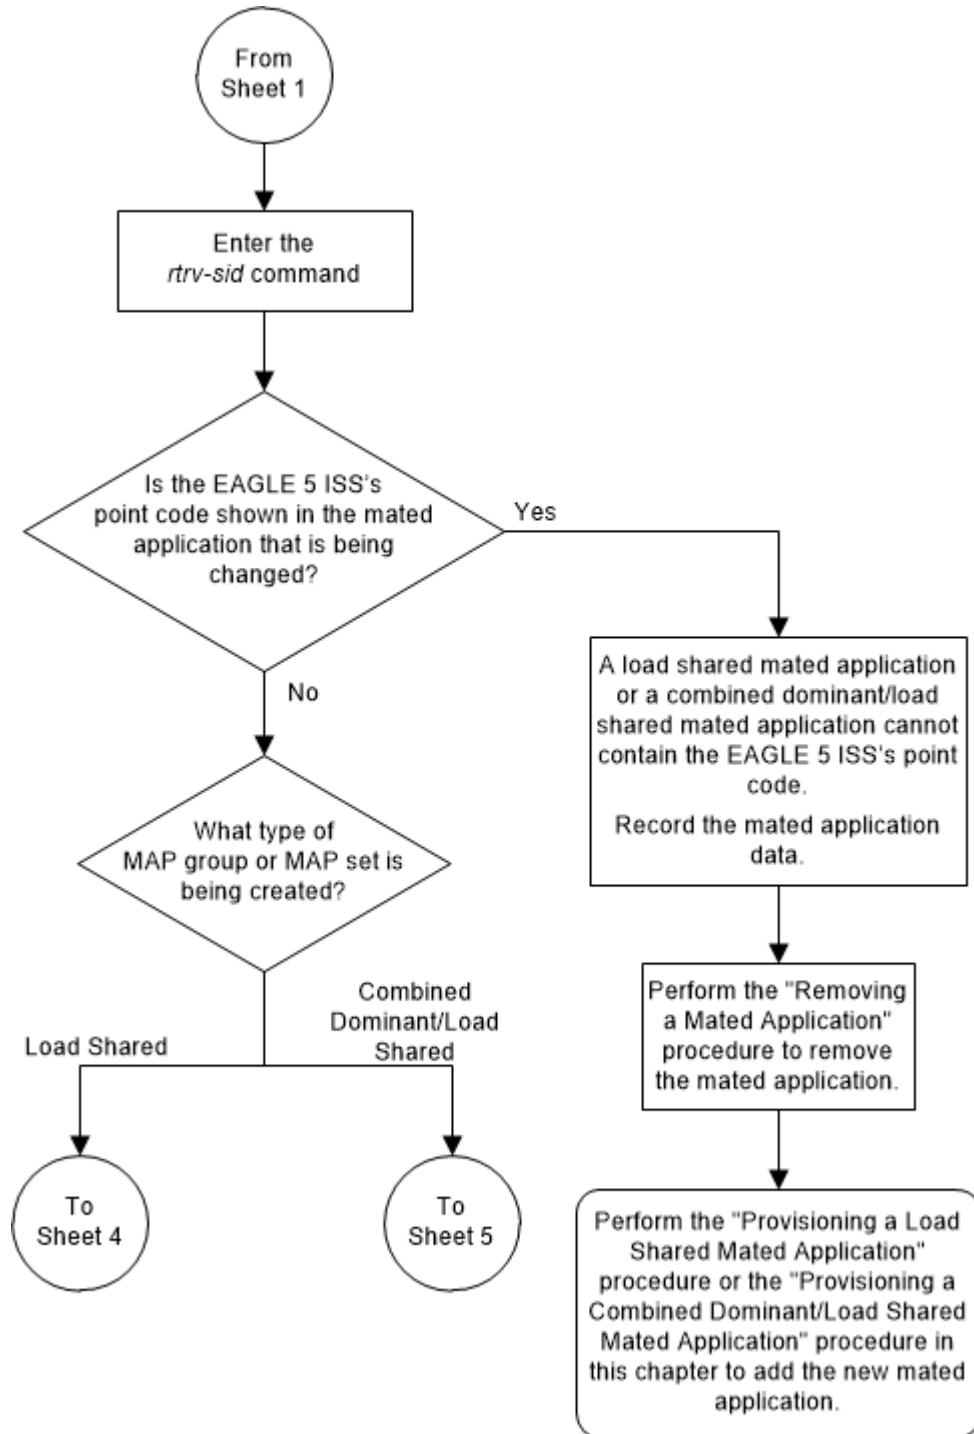 From
Sheet 1
Enter the
rtrv-sid command
Is the EAGLE 5 ISS's
point code shown in the mated
application that is being
changed?
Yes
No
A load shared mated application
or a combined dominant/load
shared mated application cannot
contain the EAGLE 5 ISS's point
code.
Record the mated application
data.
What type of
MAP group or MAP set is
being created?
Perform the "Removing
a Mated Application"
procedure to remove
the mated application.
Load Shared
Combined
Dominant/Load
Shared
To
Sheet 4
To
Sheet 5
Perform the "Provisioning a Load
Shared Mated Application"
procedure or the "Provisioning a
Combined Dominant/Load Shared
Mated Application" procedure in
this chapter to add the new mated
application.